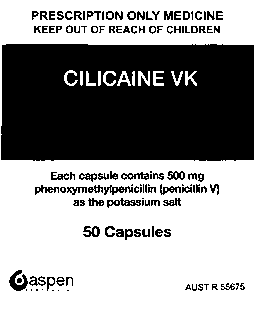 PRESCRIPTION ONLY MEDICINE
KEEP OUT OF REACH OF CHILDREN
CILICAINE VK
Each capsule contains 500 mg
phenoxymethylpenicillin (penicillin V)
as the potassium salt
50 Capsules
aspen
AUST R 55675